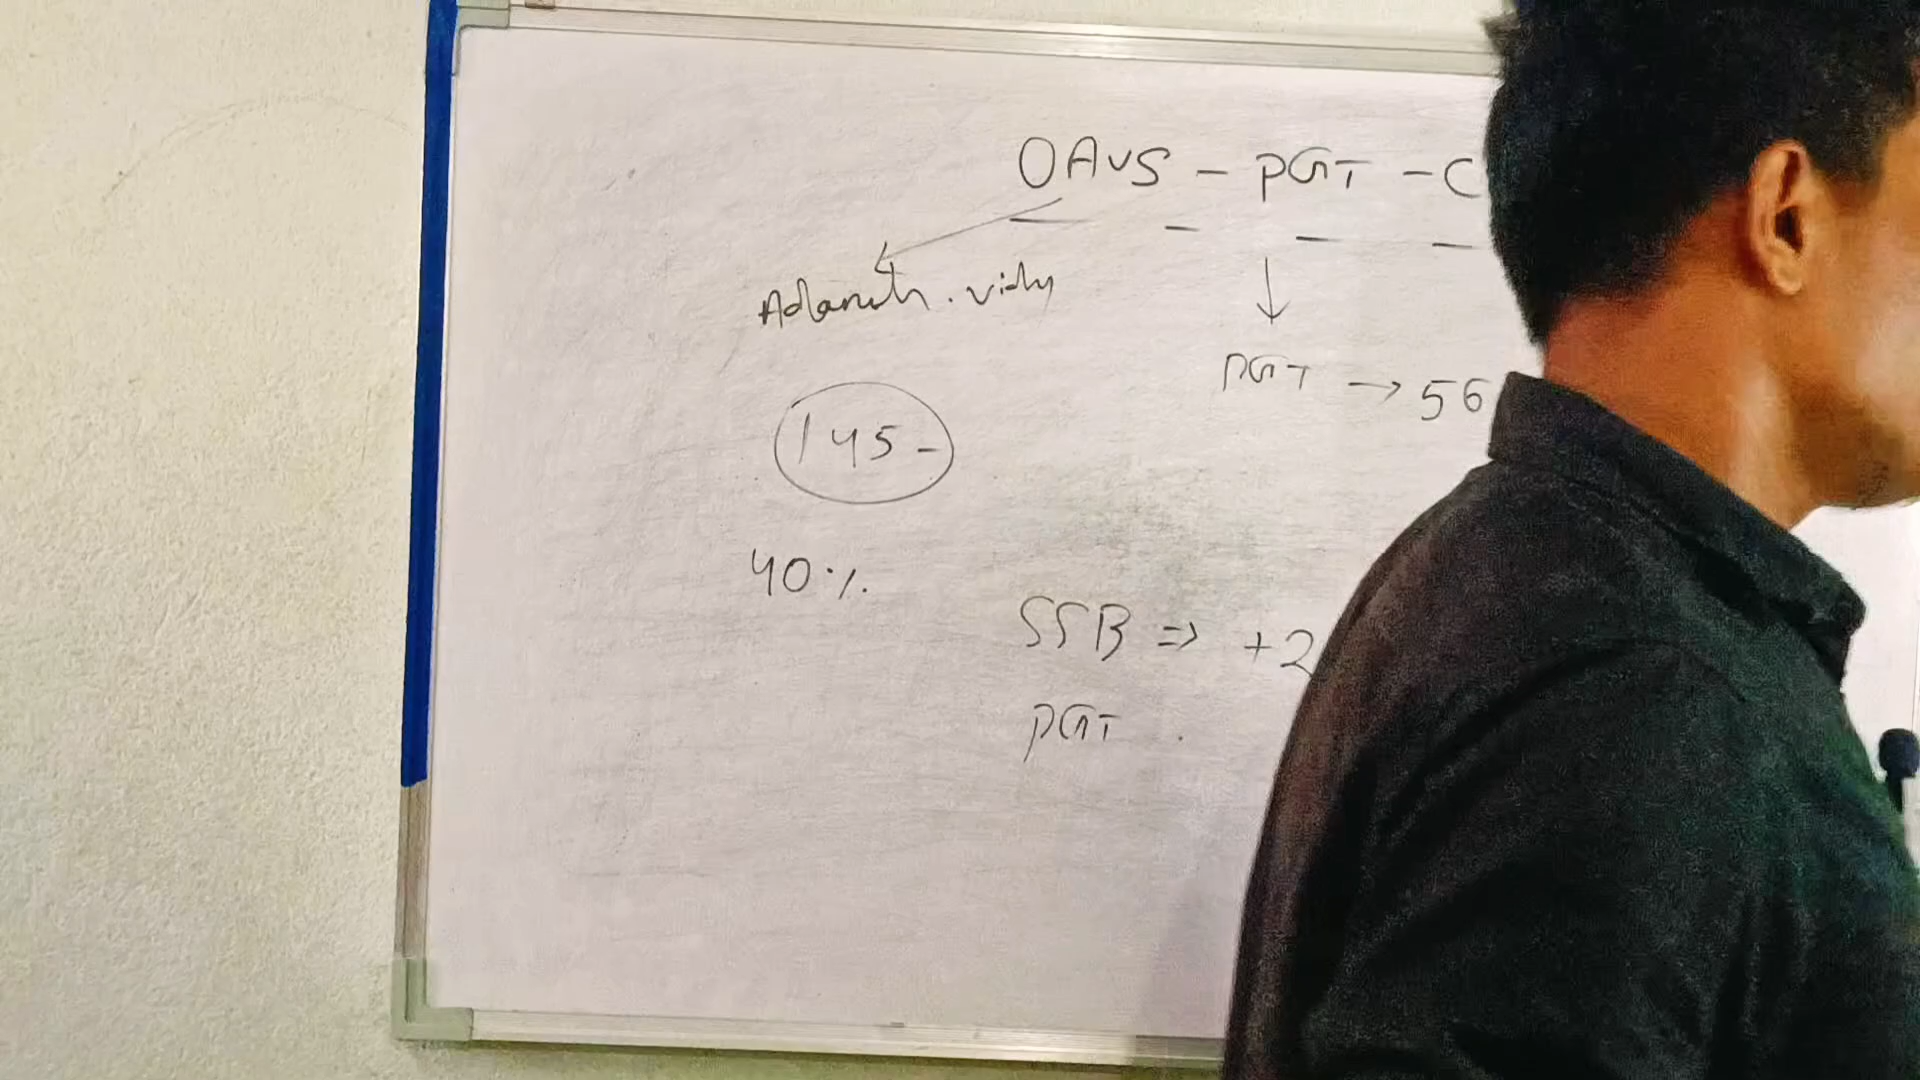 OAVS - PGT - C
Adarsh. vidy
PGT → 56
145-
40%
SSB => +2
PGT